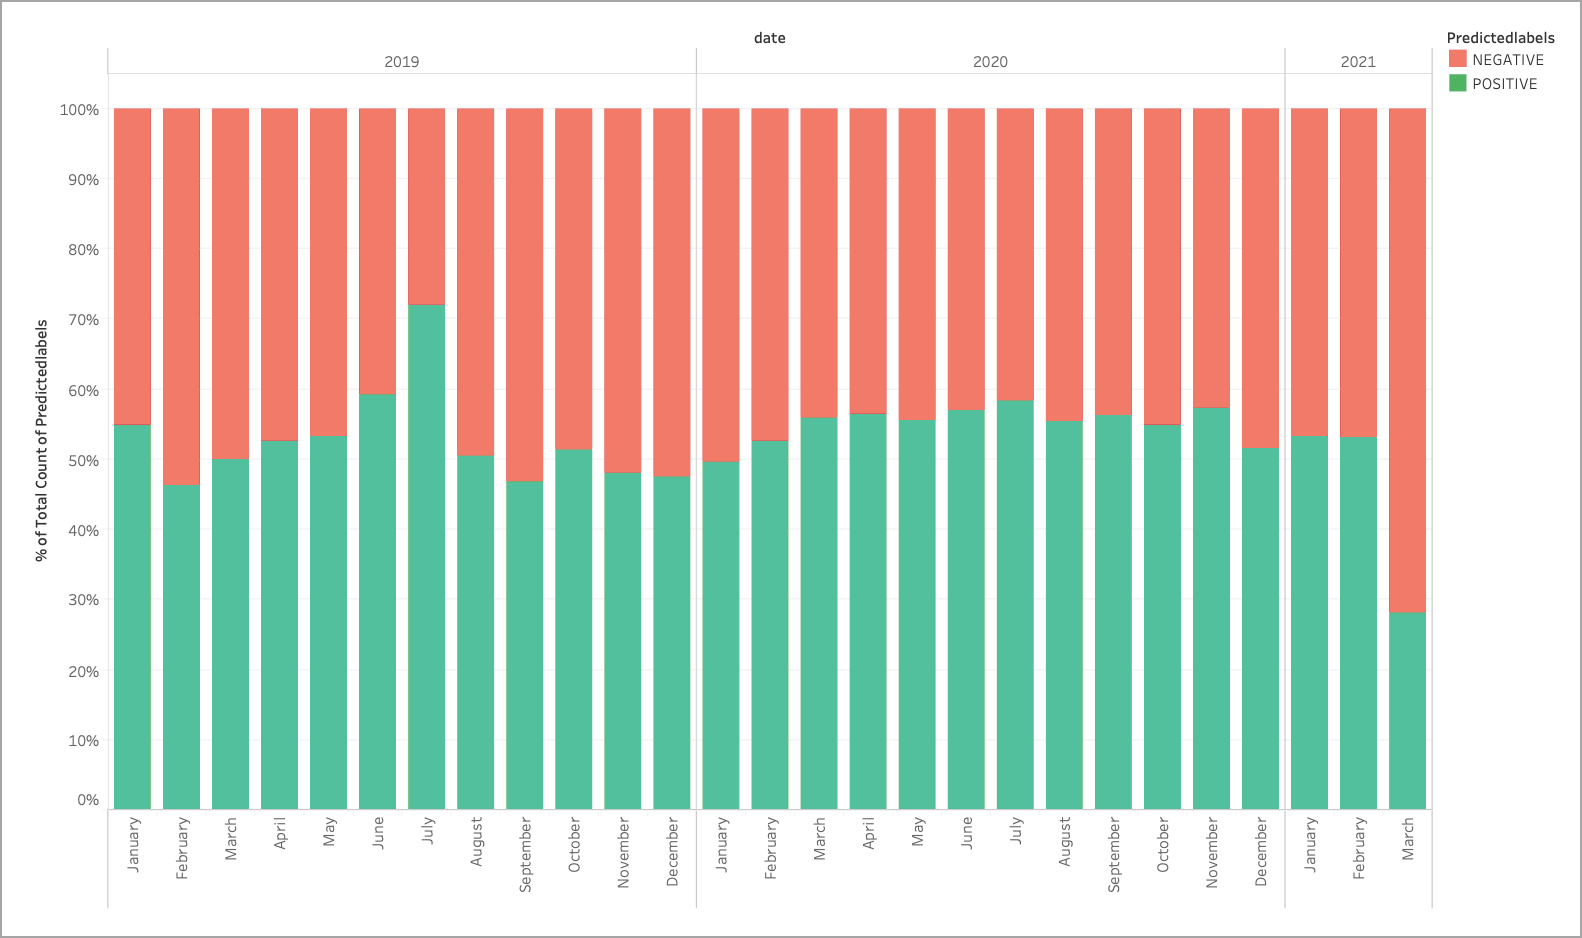 date
2019 2020 2021
Predictedlabels
NEGATIVE
POSITIVE
% of Total Count of Predictedlabels
100%
90%
80%
70%
60%
50%
40%
30%
20%
10%
0%
January
February
March
April
May
June
July
August
September
October
November
December
January
February
March
April
May
June
July
August
September
October
November
December
January
February
March